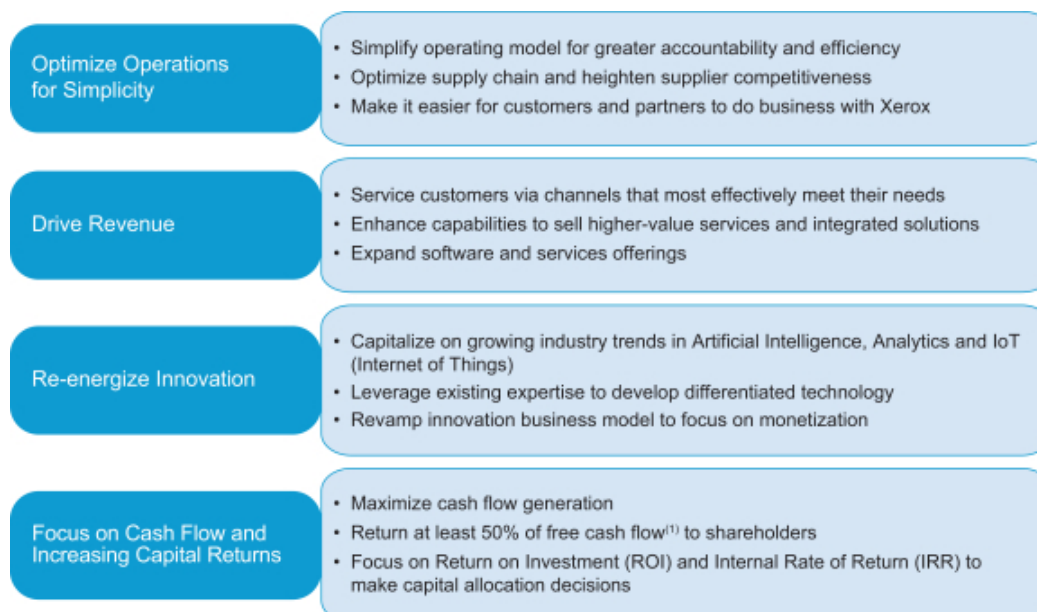 Optimize Operations
for Simplicity
• Simplify operating model for greater accountability and efficiency
• Optimize supply chain and heighten supplier competitiveness
• Make it easier for customers and partners to do business with Xerox
Drive Revenue
• Service customers via channels that most effectively meet their needs
• Enhance capabilities to sell higher-value services and integrated solutions
• Expand software and services offerings
Re-energize Innovation
• Capitalize on growing industry trends in Artificial Intelligence, Analytics and IoT
(Internet of Things)
• Leverage existing expertise to develop differentiated technology
• Revamp innovation business model to focus on monetization
Focus on Cash Flow and
Increasing Capital Returns
• Maximize cash flow generation
• Return at least 50% of free cash flow(1) to shareholders
• Focus on Return on Investment (ROI) and Internal Rate of Return (IRR) to
make capital allocation decisions